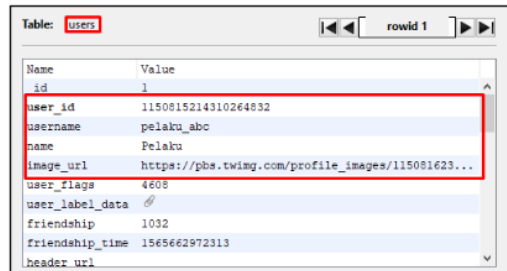 Table: users
rowid 1
Name Value
_id 1
user_id 1150815214310264832
username pelaku_abc
name Pelaku
image_url https://pbs.twimg.com/profile_images/115081623...
user_flags 4608
user_label_data
friendship 1032
friendship_time 1565662972313
header_url